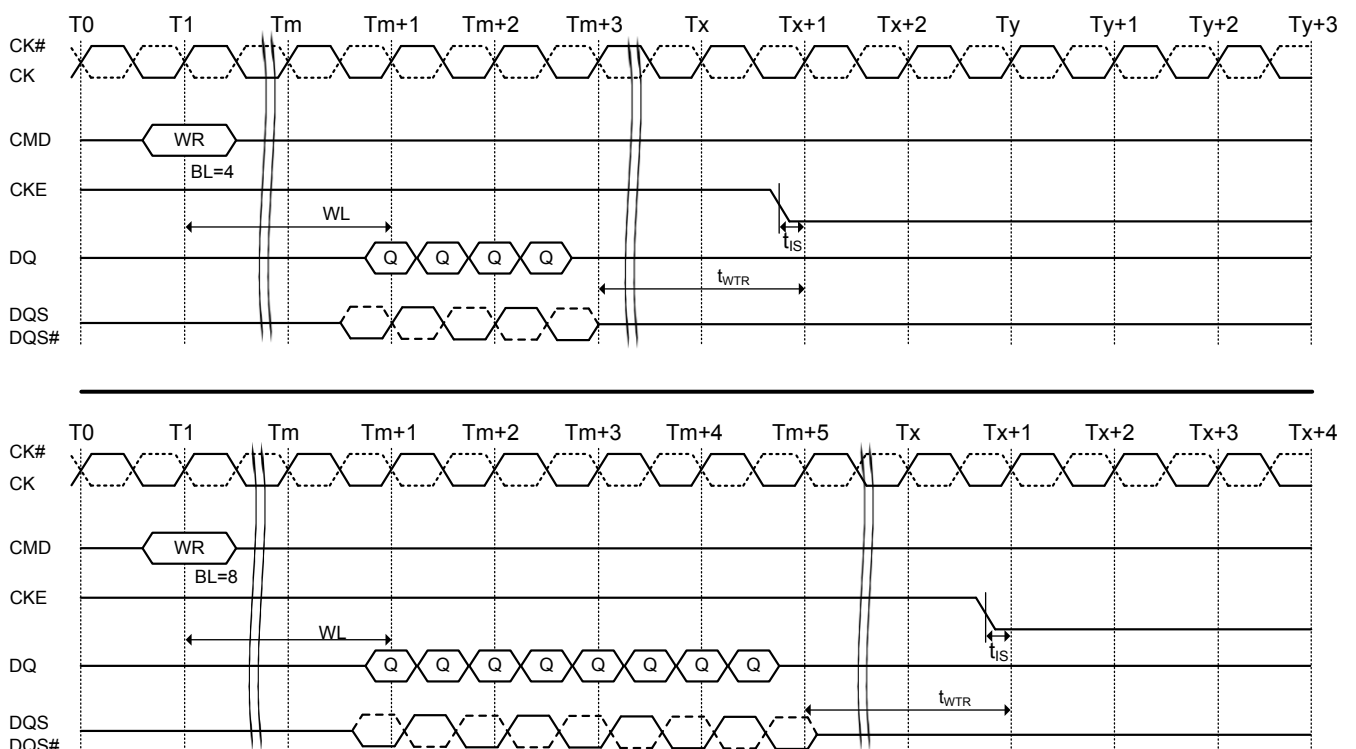 T0 T1 Tm Tm+1 Tm+2 Tm+3 Tx Tx+1 Tx+2 Ty Ty+1 Ty+2 Ty+3
CK#
CK
CMD WR
BL=4
CKE
WL
tIS
DQ Q Q Q Q
tWTR
DQS
DQS#
T0 T1 Tm Tm+1 Tm+2 Tm+3 Tm+4 Tm+5 Tx Tx+1 Tx+2 Tx+3 Tx+4
CK#
CK
CMD WR
BL=8
CKE
WL
tIS
DQ Q Q Q Q Q Q Q Q
tWTR
DQS
DQS#